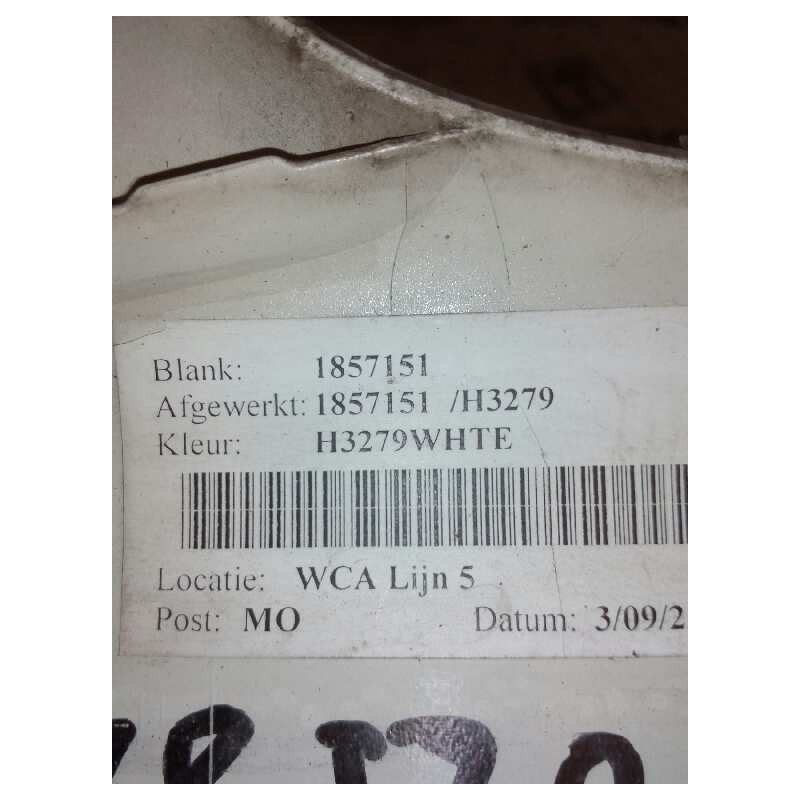 Blank: 1857151
Afgewerkt: 1857151 /H3279
Kleur: H3279WHTE
Locatie: WCA Lijn 5
Post: MO Datum: 3/09/2